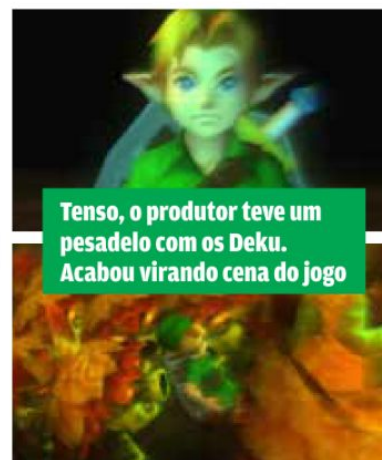 Tenso, o produtor teve um
pesadelo com os Deku.
Acabou virando cena do jogo